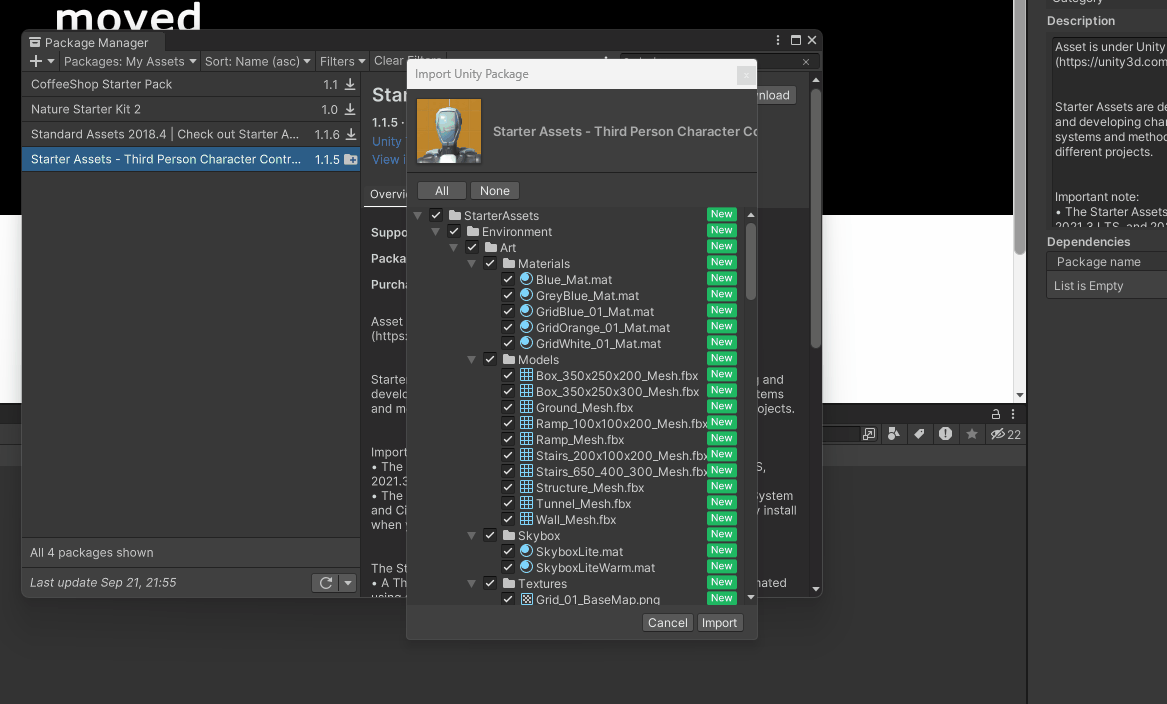 moved
Package Manager
Packages: My Assets
Sort: Name (asc)
Filters
Clear Filters
CoffeeShop Starter Pack 1.1
Nature Starter Kit 2 1.0
Standard Assets 2018.4 | Check out Starter A... 1.1.6
Starter Assets - Third Person Character Contr... 1.1.5
All 4 packages shown
Last update Sep 21, 21:55
Star
nload
1.1.5 ·
Unity
View i
Overvie
Suppo
Packa
Purcha
Asset
(https:
Starter
develo
and m
g and
tems
ojects.
Import
• The
2021.3
• The
and Ci
when y
S,
System
y install
The St
• A Th
using
nated
Import Unity Package
Starter Assets - Third Person Character Co
All
None
StarterAssets New
Environment New
Art New
Materials New
Blue_Mat.mat New
GreyBlue_Mat.mat New
GridBlue_01_Mat.mat New
GridOrange_01_Mat.mat New
GridWhite_01_Mat.mat New
Models New
Box_350x250x200_Mesh.fbx New
Box_350x250x300_Mesh.fbx New
Ground_Mesh.fbx New
Ramp_100x100x200_Mesh.fbx New
Ramp_Mesh.fbx New
Stairs_200x100x200_Mesh.fbx New
Stairs_650_400_300_Mesh.fbx New
Structure_Mesh.fbx New
Tunnel_Mesh.fbx New
Wall_Mesh.fbx New
Skybox New
SkyboxLite.mat New
SkyboxLiteWarm.mat New
Textures New
Grid_01_BaseMap.png New
Cancel
Import
22
Category
Description
Asset is under Unity
(https://unity3d.com
Starter Assets are de
and developing char
systems and method
different projects.
Important note:
• The Starter Assets
2021.3 LTS, and 202
Dependencies
Package name
List is Empty